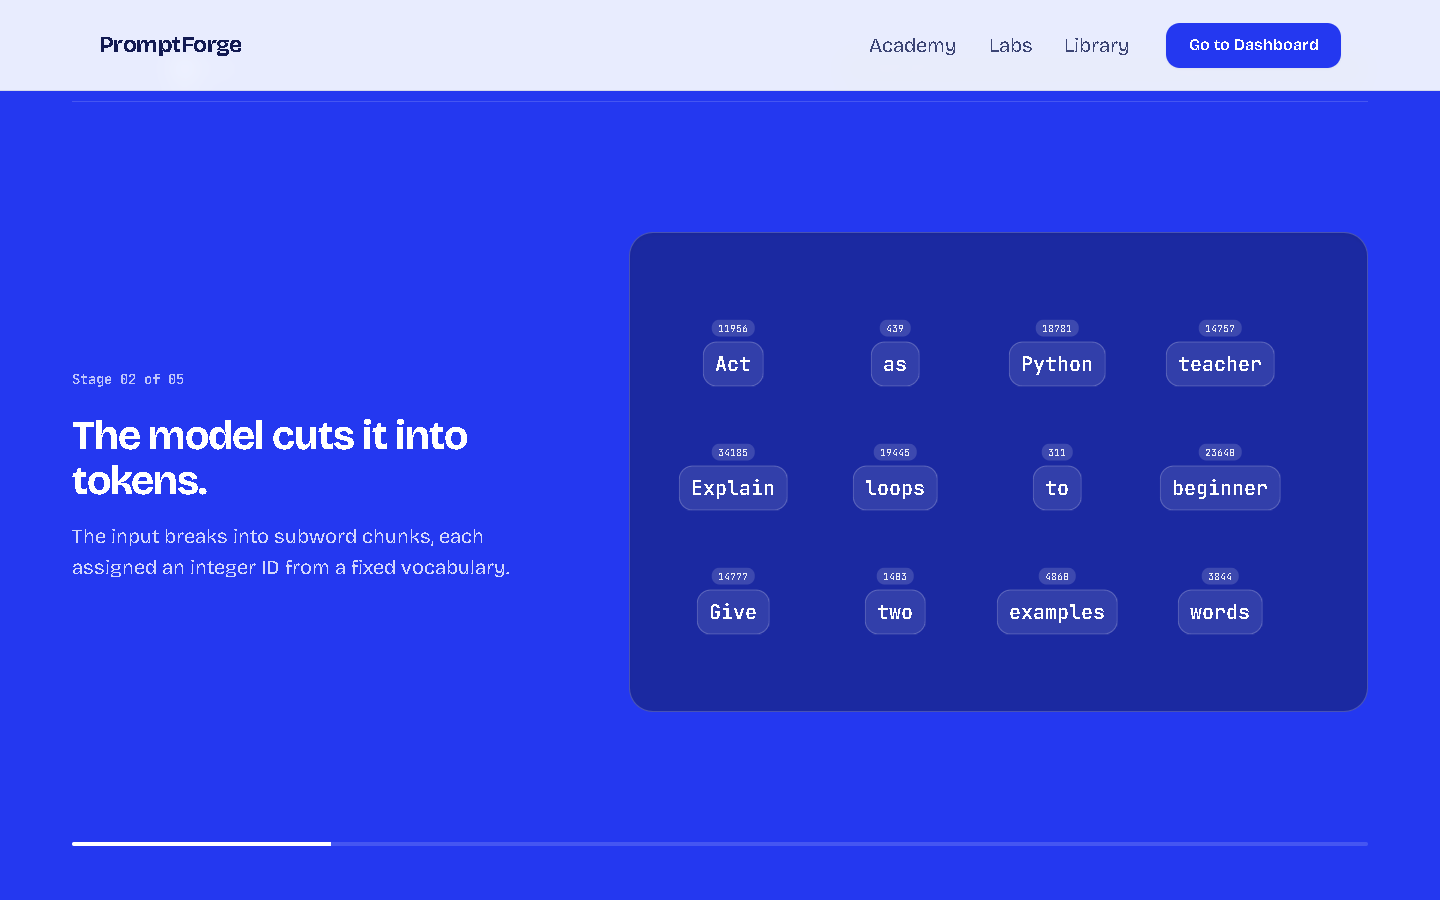 PromptForge
Academy Labs Library Go to Dashboard
Stage 02 of 05
The model cuts it into
tokens.
The input breaks into subword chunks, each
assigned an integer ID from a fixed vocabulary.
11956 439 18781 14757
Act as Python teacher
34185 19445 311 23648
Explain loops to beginner
14777 1403 4868 3844
Give two examples words